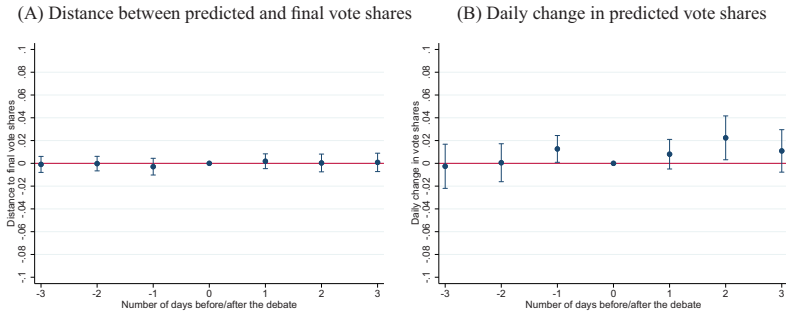 (A) Distance between predicted and final vote shares
Distance to final vote shares
.1
.08
.06
.04
.02
0
-.02
-.04
-.06
-.08
-.1
-3 -2 -1 0 1 2 3
Number of days before/after the debate
(B) Daily change in predicted vote shares
Daily change in vote shares
.1
.08
.06
.04
.02
0
-.02
-.04
-.06
-.08
-.1
-3 -2 -1 0 1 2 3
Number of days before/after the debate